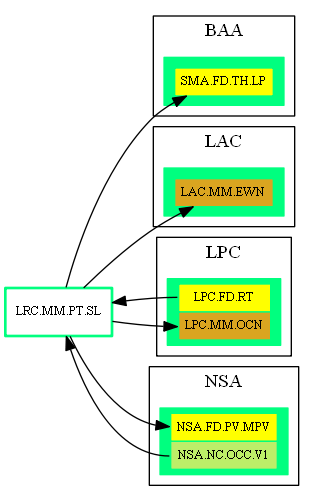 BAA
SMA.FD.TH.LP
LAC
LAC.MM.EWN
LPC
LPC.FD.RT
LRC.MM.PT.SL
LPC.MM.OCN
NSA
NSA.FD.PV.MPV
NSA.NC.OCC.V1